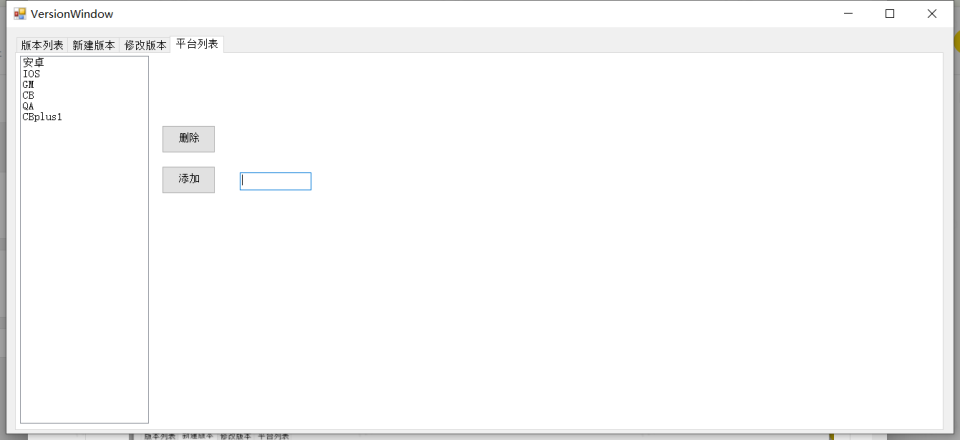 VersionWindow
版本列表 新建版本 修改版本 平台列表
安卓
IOS
GM
CB
QA
CBplus1
删除
添加
版本列表 新建版本 修改版本 平台列表